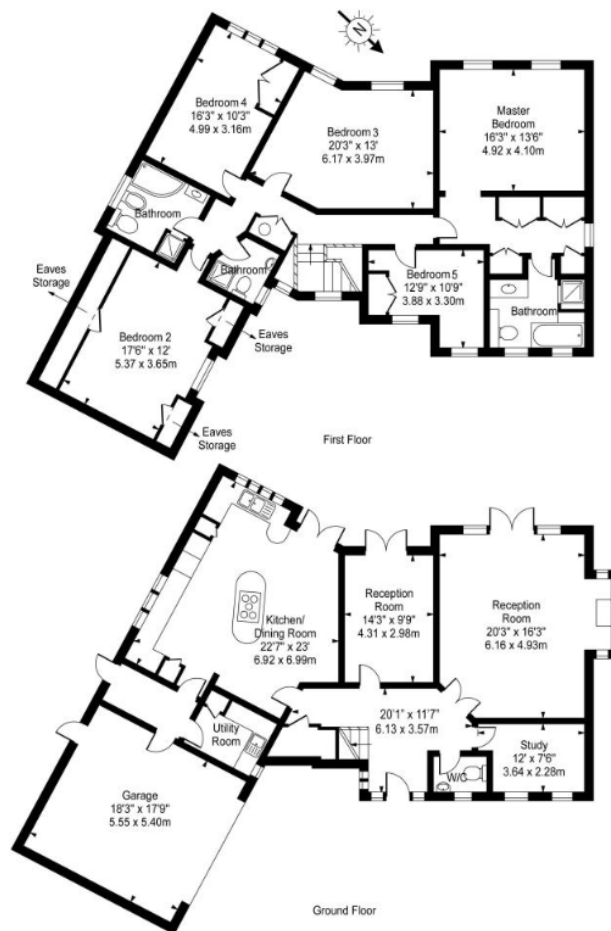 N
Bedroom 4
16'3" x 10'3"
4.99 x 3.16m
Bedroom 3
20'3" x 13'
6.17 x 3.97m
Master
Bedroom
16'3" x 13'6"
4.92 x 4.10m
Bathroom
Eaves
Storage
Bathroom
Bedroom 5
12'9" x 10'9"
3.88 x 3.30m
Bathroom
Bedroom 2
17'6" x 12'
5.37 x 3.65m
Eaves
Storage
Eaves
Storage
First Floor
Kitchen/
Dining Room
22'7" x 23'
6.92 x 6.99m
Reception
Room
14'3" x 9'9"
4.31 x 2.98m
Reception
Room
20'3" x 16'3"
6.16 x 4.93m
Utility
Room
20'1" x 11'7"
6.13 x 3.57m
W/C
Study
12' x 7'6"
3.64 x 2.28m
Garage
18'3" x 17'9"
5.55 x 5.40m
Ground Floor